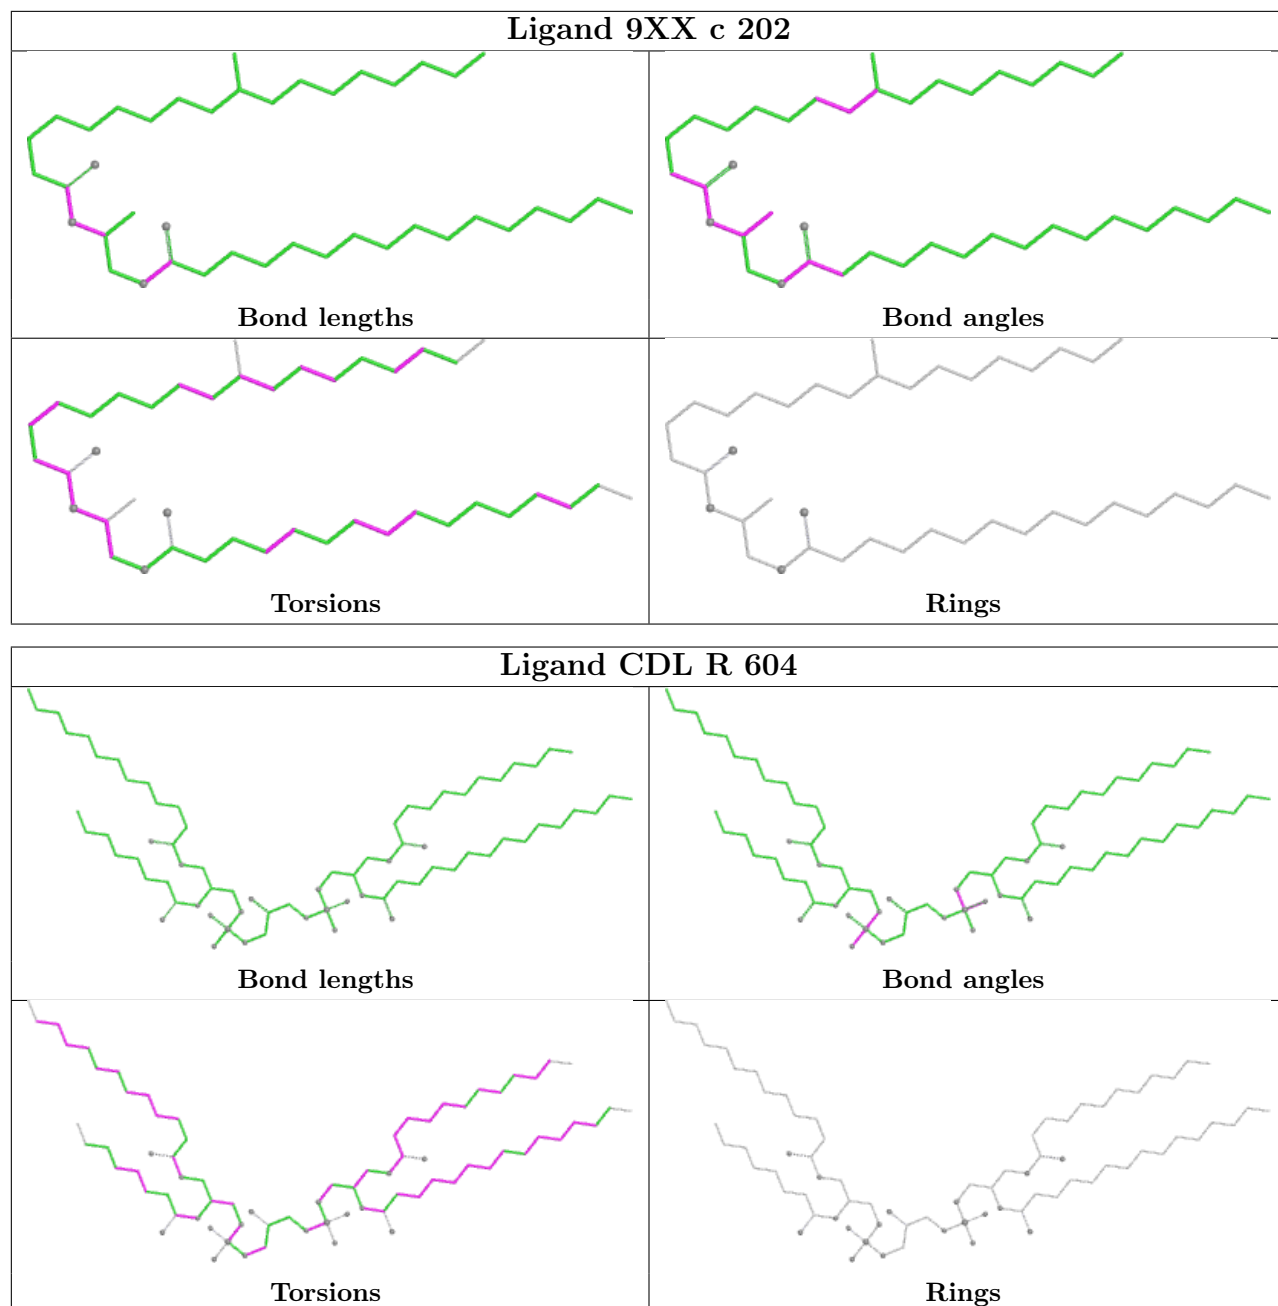 Ligand 9XX c 202
Bond lengths
Bond angles
Torsions
Rings
Ligand CDL R 604
Bond lengths
Bond angles
Torsions
Rings